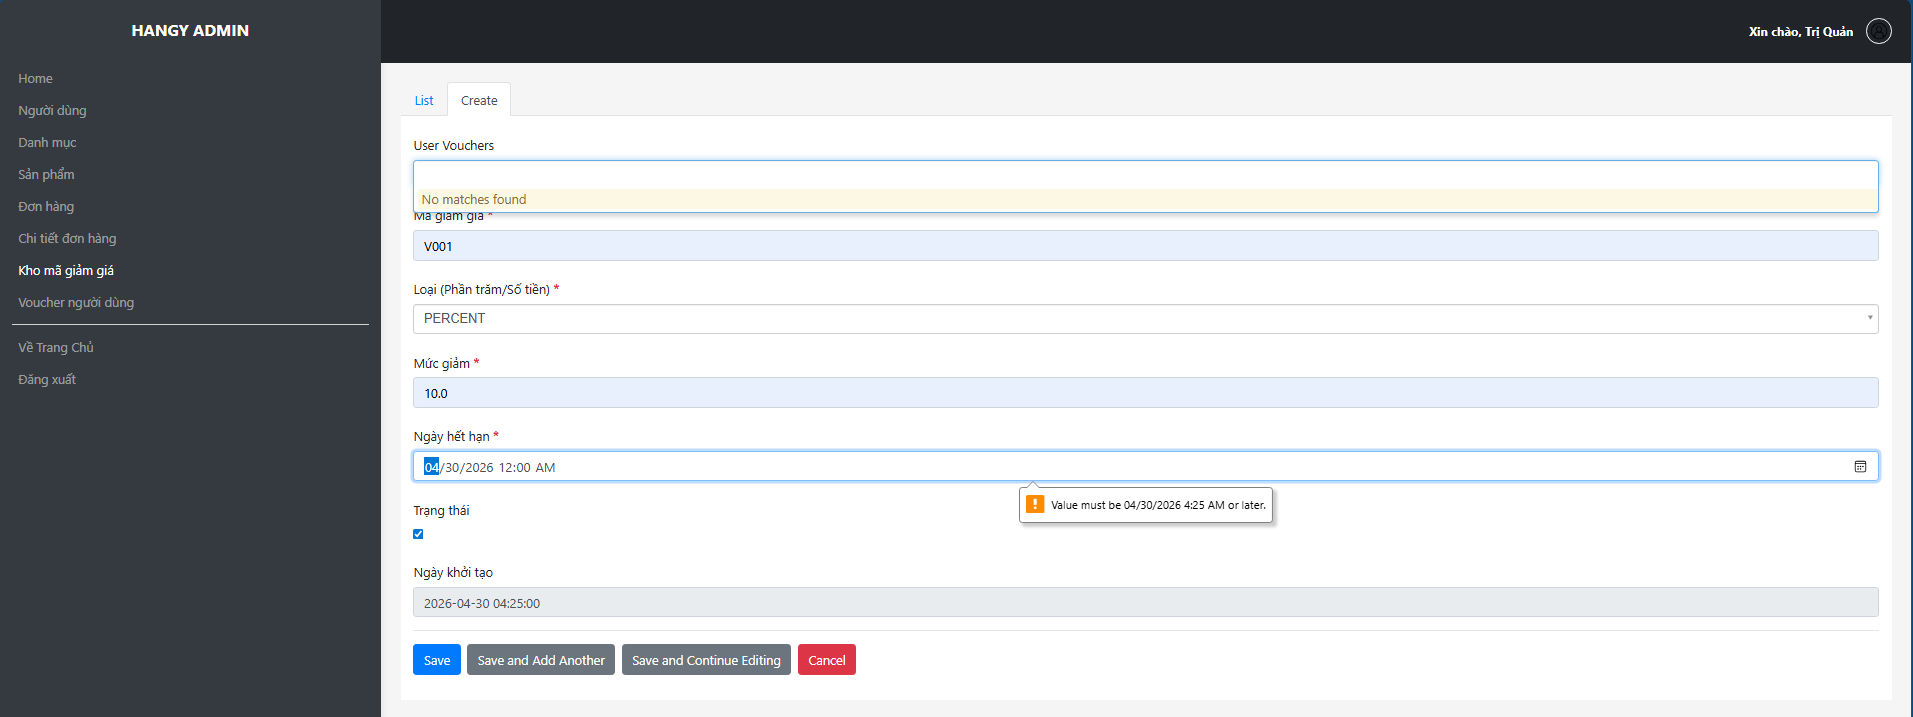 HANGY ADMIN
Xin chào, Trị Quản
Home
Người dùng
Danh mục
Sản phẩm
Đơn hàng
Chi tiết đơn hàng
Kho mã giảm giá
Voucher người dùng
Về Trang Chủ
Đăng xuất
List
Create
User Vouchers
No matches found
Mã giảm giá *
V001
Loại (Phần trăm/Số tiền) *
PERCENT
Mức giảm *
10.0
Ngày hết hạn *
04/30/2026 12:00 AM
Value must be 04/30/2026 4:25 AM or later.
Trạng thái
Ngày khởi tạo
2026-04-30 04:25:00
Save
Save and Add Another
Save and Continue Editing
Cancel